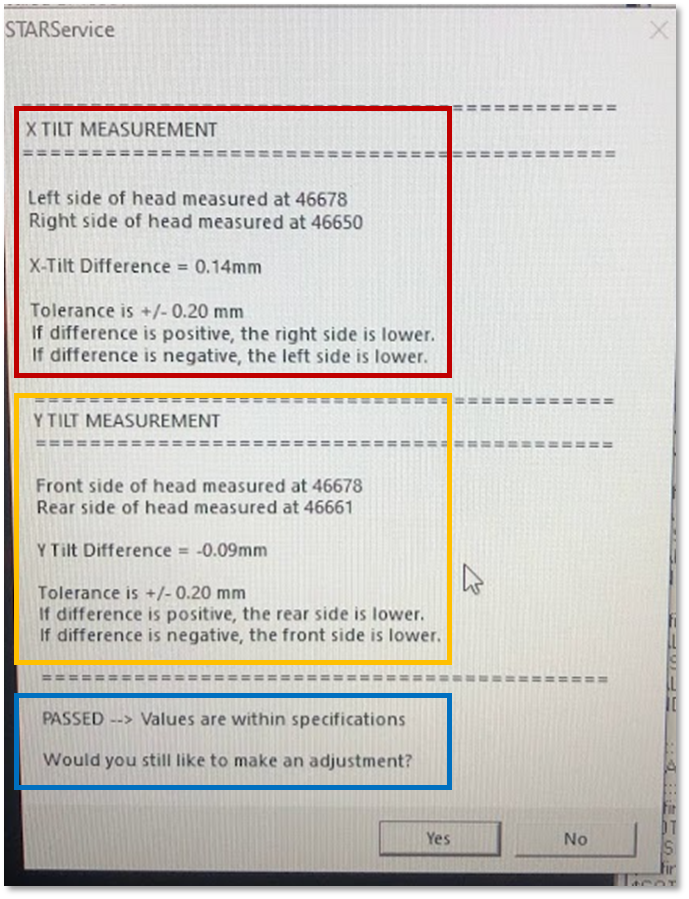 STARService
=============================================
X TILT MEASUREMENT
=============================================
Left side of head measured at 46678
Right side of head measured at 46650
X-Tilt Difference = 0.14mm
Tolerance is +/- 0.20 mm
If difference is positive, the right side is lower.
If difference is negative, the left side is lower.
=============================================
Y TILT MEASUREMENT
=============================================
Front side of head measured at 46678
Rear side of head measured at 46661
Y Tilt Difference = -0.09mm
Tolerance is +/- 0.20 mm
If difference is positive, the rear side is lower.
If difference is negative, the front side is lower.
=============================================
PASSED --> Values are within specifications
Would you still like to make an adjustment?
Yes
No